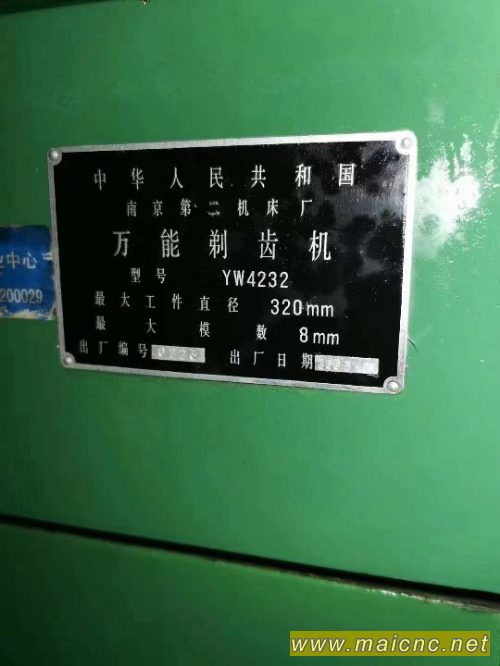 中华人民共和国
南京第二机床厂
万能剃齿机
型号 YW4232
最大工件直径 320mm
最大模数 8mm
出厂编号
出厂日期
中心
200029
www.maicnc.net